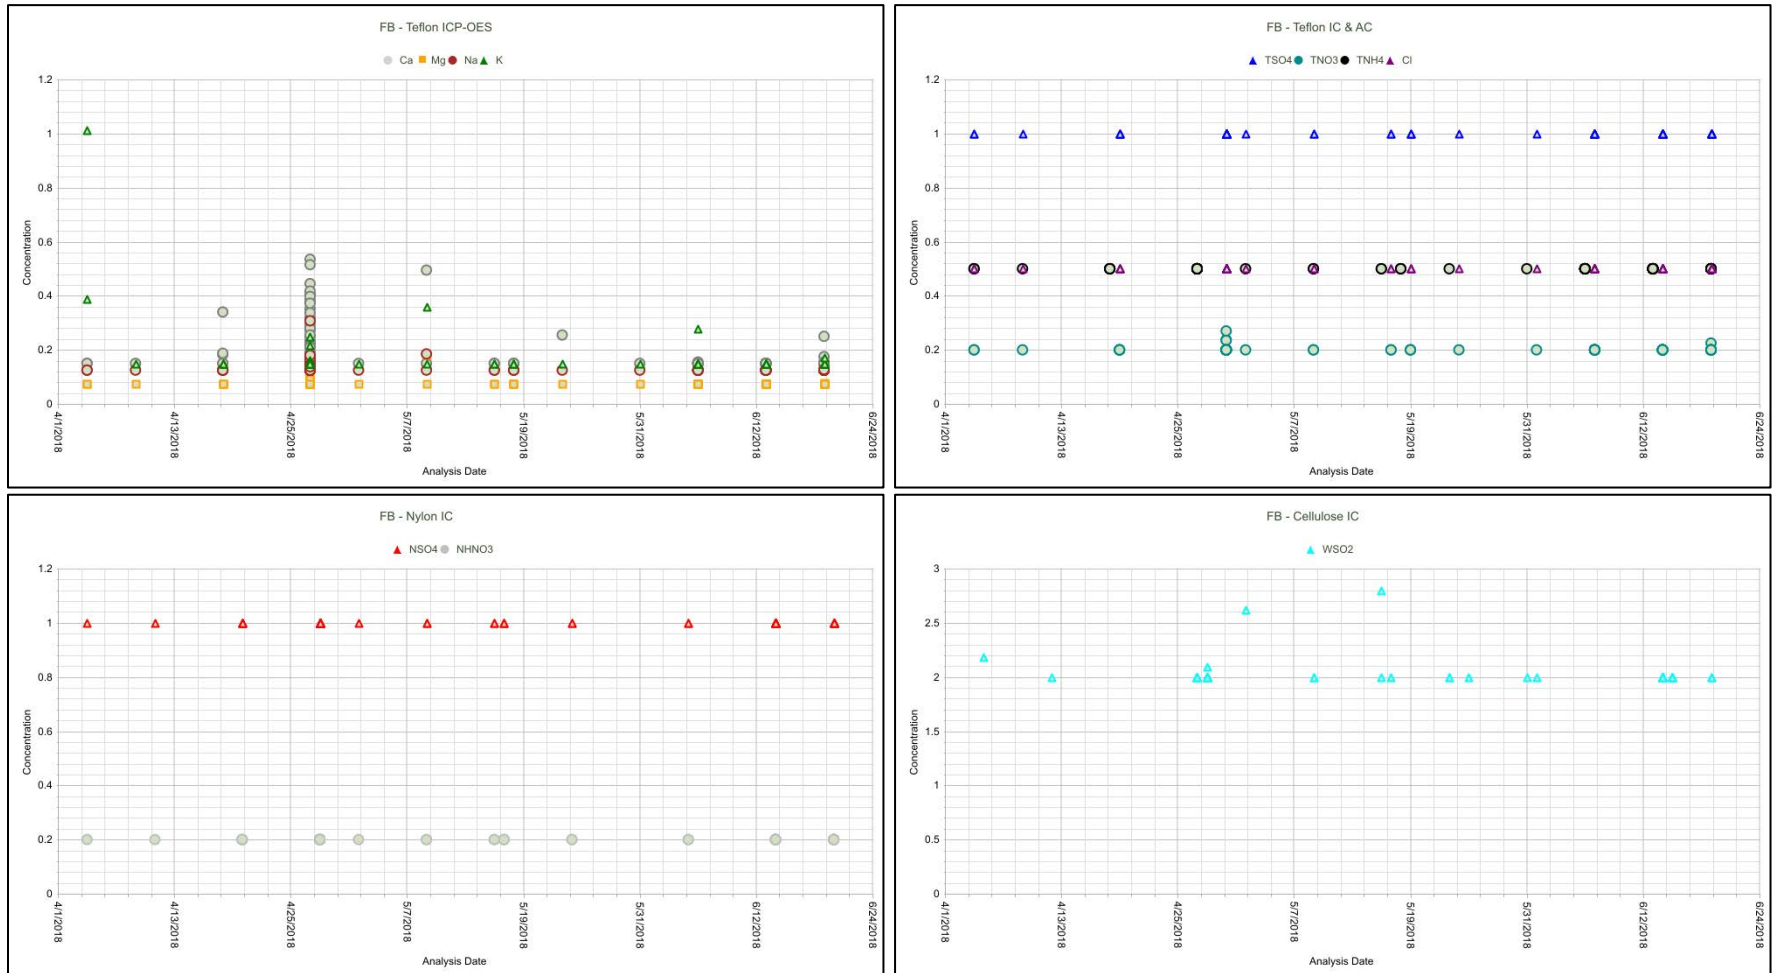 FB - Teflon ICP-OES
Ca Mg Na K
1.2
1
0.8
0.6
0.4
0.2
0
Concentration
4/1/2018 4/13/2018 4/25/2018 5/7/2018 5/19/2018 5/31/2018 6/12/2018 6/24/2018
Analysis Date
FB - Teflon IC & AC
TSO4 TNO3 TNH4 Cl
1.2
1
0.8
0.6
0.4
0.2
0
Concentration
4/1/2018 4/13/2018 4/25/2018 5/7/2018 5/19/2018 5/31/2018 6/12/2018 6/24/2018
Analysis Date
FB - Nylon IC
NSO4 NHNO3
1.2
1
0.8
0.6
0.4
0.2
0
Concentration
4/1/2018 4/13/2018 4/25/2018 5/7/2018 5/19/2018 5/31/2018 6/12/2018 6/24/2018
Analysis Date
FB - Cellulose IC
WSO2
3
2.5
2
1.5
1
0.5
0
Concentration
4/1/2018 4/13/2018 4/25/2018 5/7/2018 5/19/2018 5/31/2018 6/12/2018 6/24/2018
Analysis Date